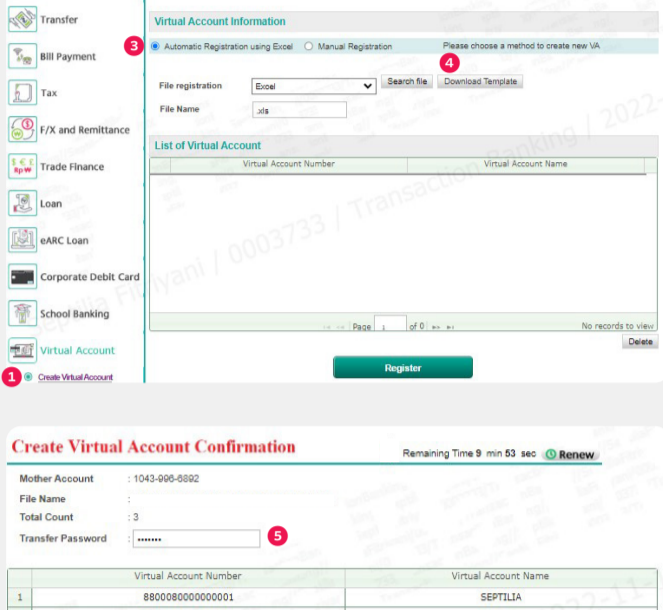 Transfer
Bill Payment
Tax
F/X and Remittance
Trade Finance
Loan
eARC Loan
Corporate Debit Card
School Banking
Virtual Account
1 Create Virtual Account
Virtual Account Information
3 Automatic Registration using Excel Manual Registration Please choose a method to create new VA
4
File registration Excel Search file Download Template
File Name .xls
List of Virtual Account
Virtual Account Number Virtual Account Name
Page 1 of 0 No records to view
Delete
Register
/ 0003733 / Transaction Banking / 2022-
Create Virtual Account Confirmation
Remaining Time 9 min 53 sec Renew
Mother Account : 1043-996-6892
File Name :
Total Count : 3
Transfer Password : ••••••• 5
Virtual Account Number Virtual Account Name
1 8800080000000001 SEPTILIA